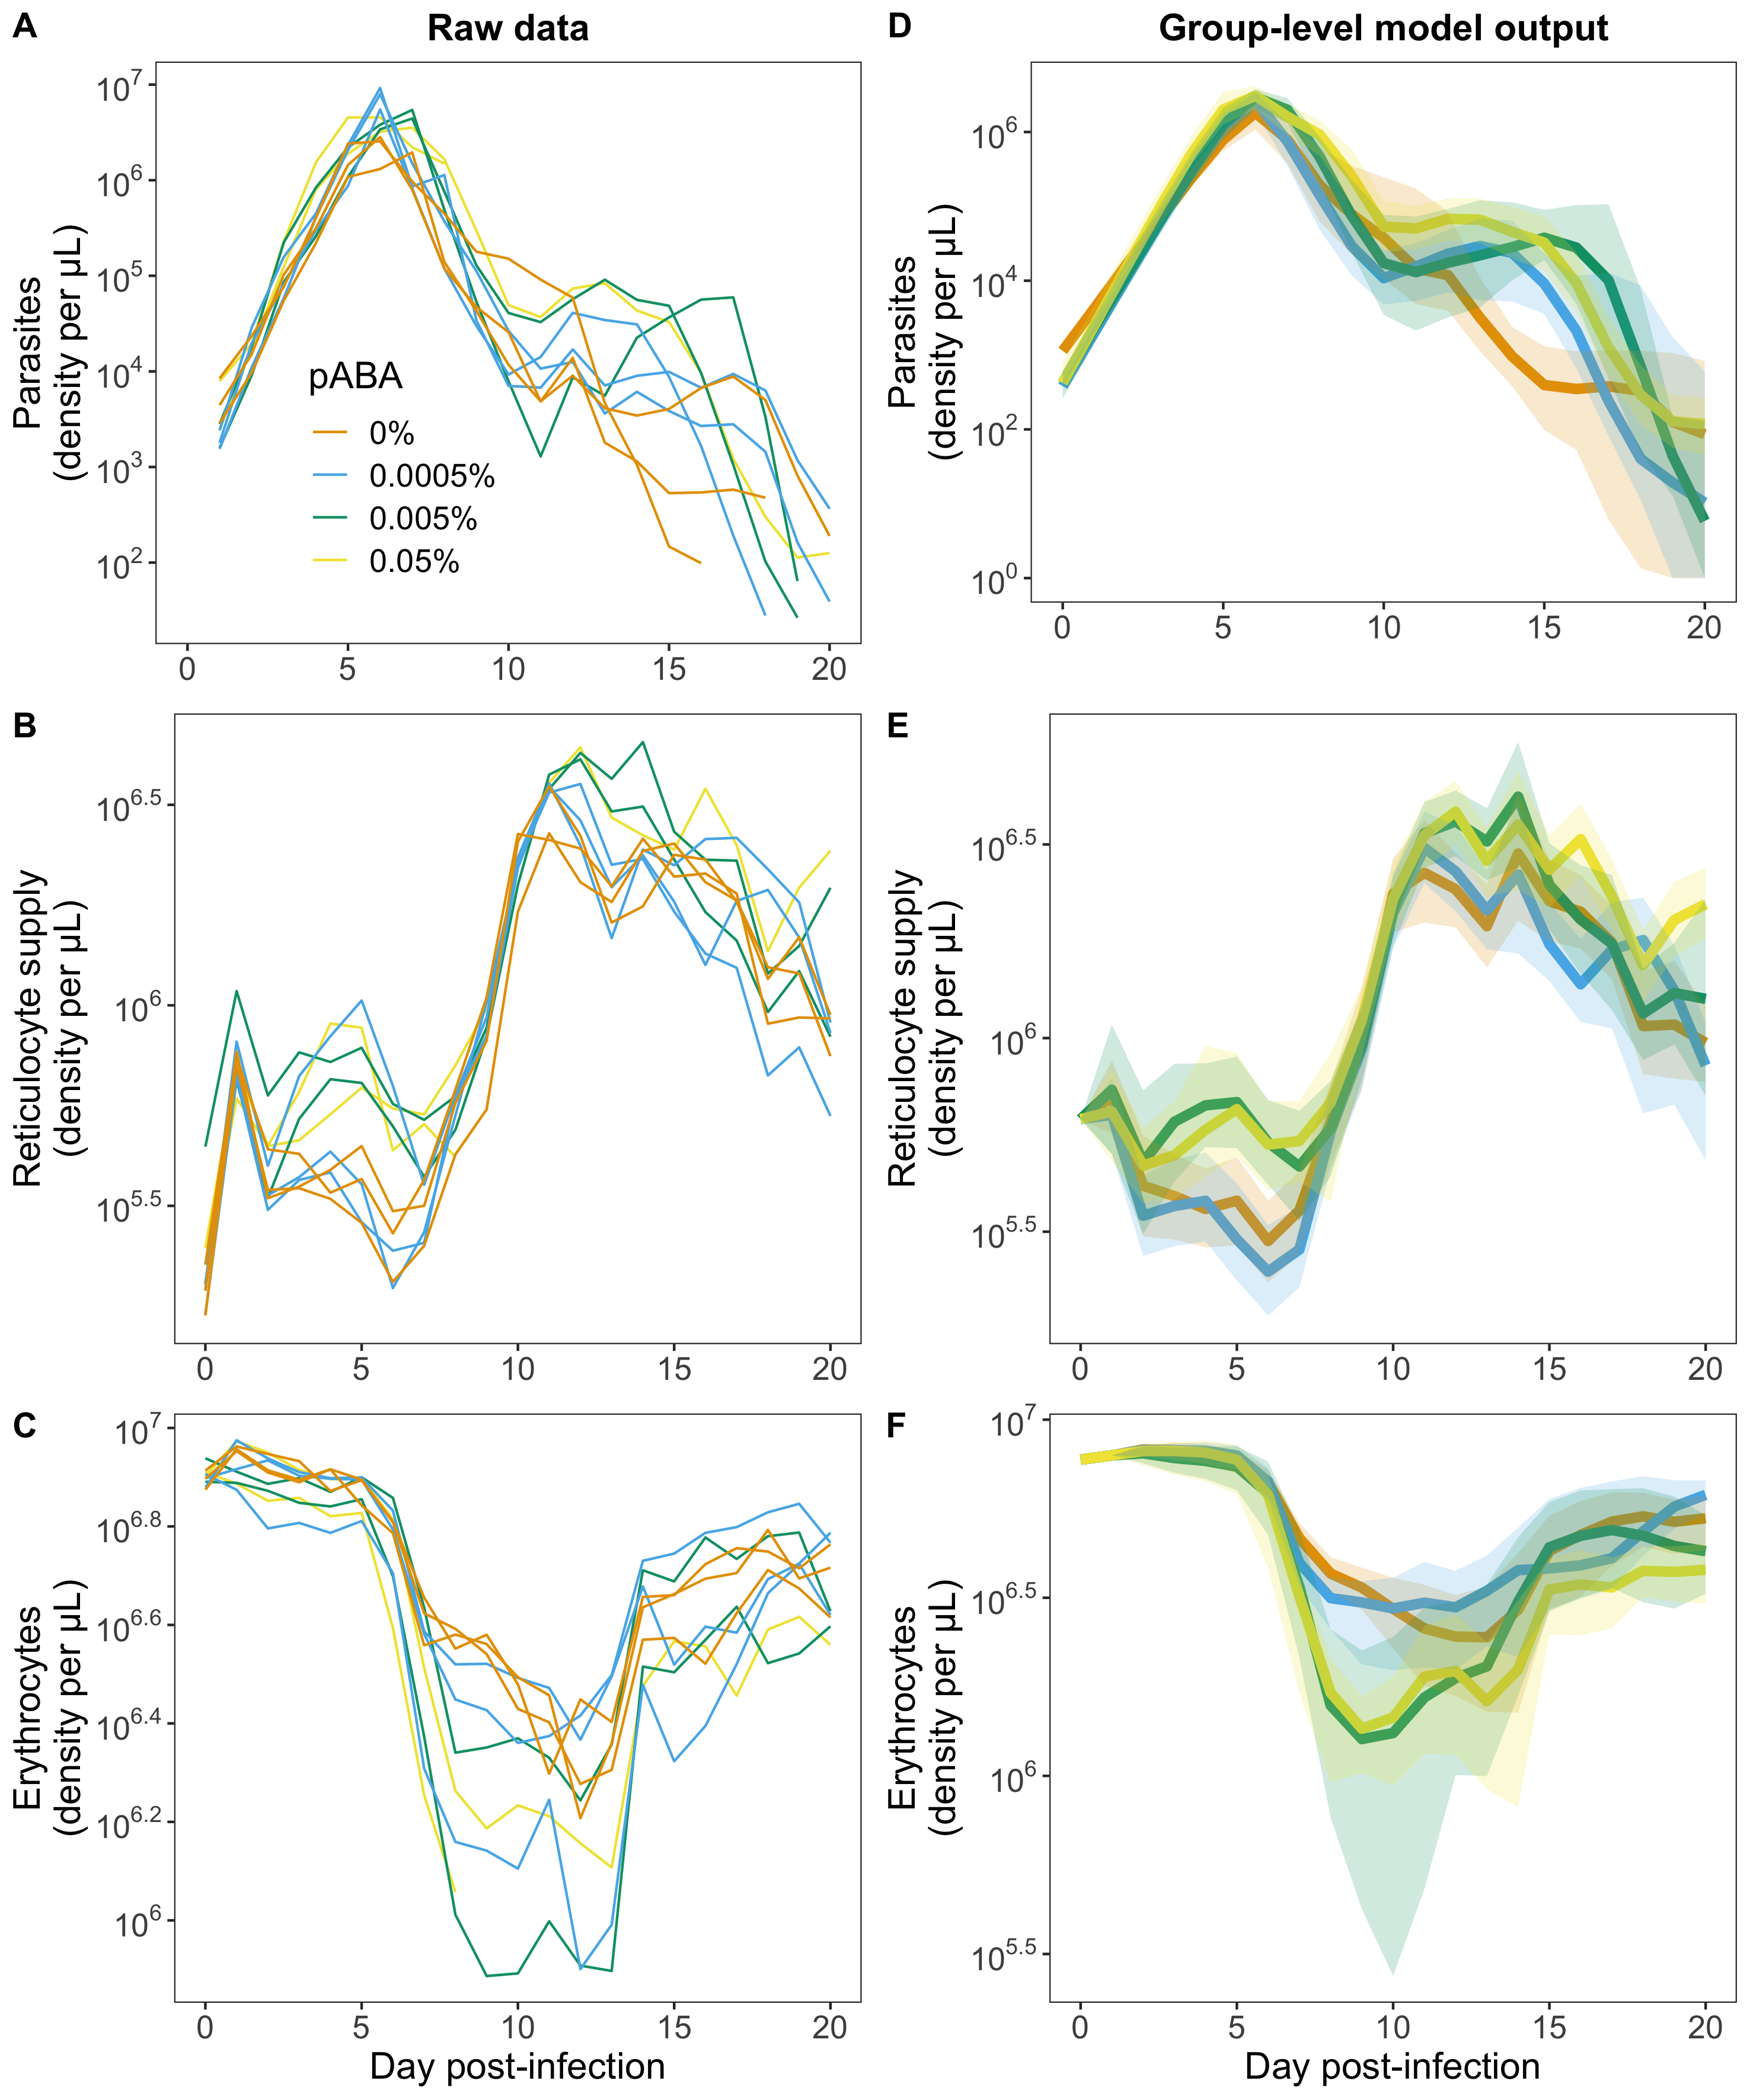 A
Raw data
Parasites
(density per µL)
10^7
10^6
10^5
10^4
10^3
10^2
pABA
0%
0.0005%
0.005%
0.05%
0 5 10 15 20
D
Group-level model output
Parasites
(density per µL)
10^6
10^4
10^2
10^0
0 5 10 15 20
B
Reticulocyte supply
(density per µL)
10^6.5
10^6
10^5.5
0 5 10 15 20
E
Reticulocyte supply
(density per µL)
10^6.5
10^6
10^5.5
0 5 10 15 20
C
Erythrocytes
(density per µL)
10^7
10^6.8
10^6.6
10^6.4
10^6.2
10^6
0 5 10 15 20
Day post-infection
F
Erythrocytes
(density per µL)
10^7
10^6.5
10^6
10^5.5
0 5 10 15 20
Day post-infection